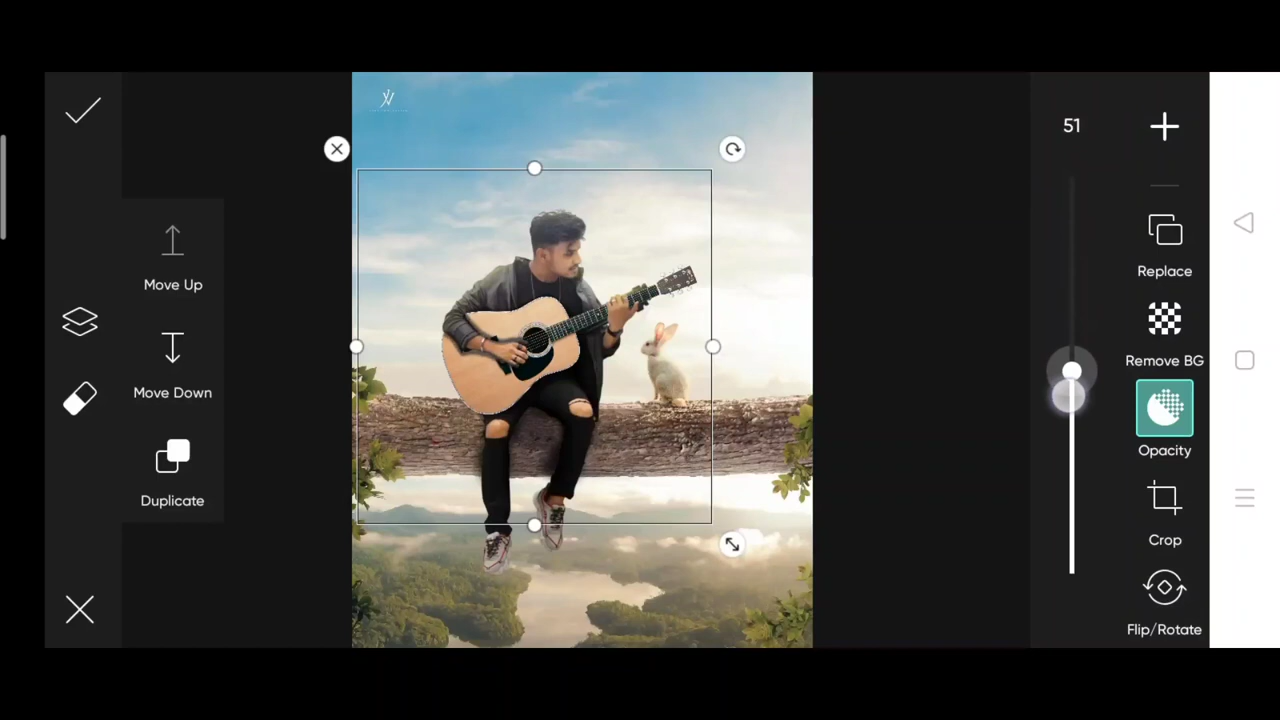 51
Move Up
Move Down
Duplicate
Replace
Remove BG
Opacity
Crop
Flip/Rotate